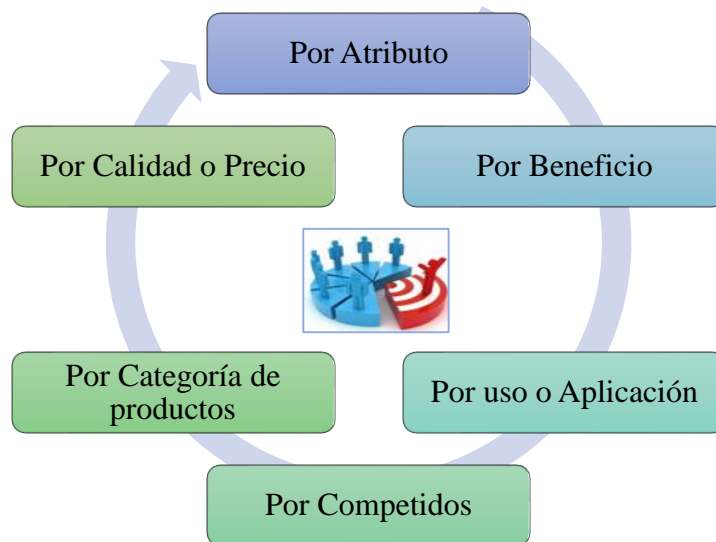 Por Atributo
Por Beneficio
Por uso o Aplicación
Por Competidos
Por Categoría de
productos
Por Calidad o Precio